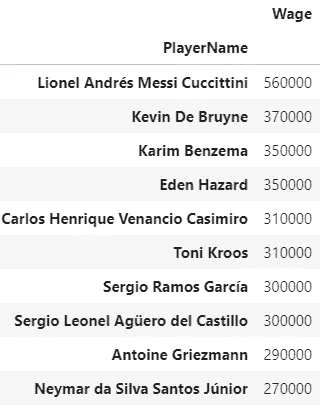 Wage
PlayerName
Lionel Andrés Messi Cuccittini 560000
Kevin De Bruyne 370000
Karim Benzema 350000
Eden Hazard 350000
Carlos Henrique Venancio Casimiro 310000
Toni Kroos 310000
Sergio Ramos García 300000
Sergio Leonel Agüero del Castillo 300000
Antoine Griezmann 290000
Neymar da Silva Santos Júnior 270000